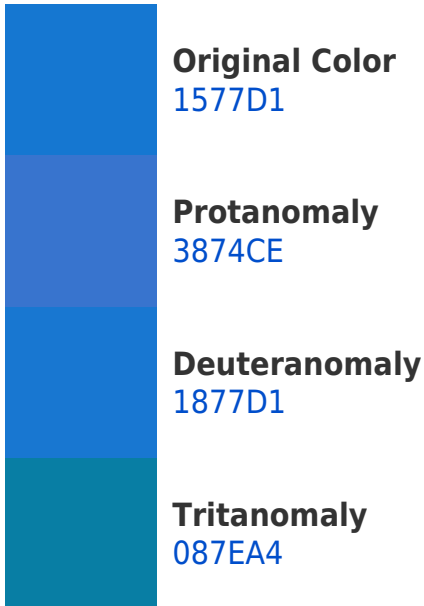 Original Color
1577D1
Protanomaly
3874CE
Deuteranomaly
1877D1
Tritanomaly
087EA4